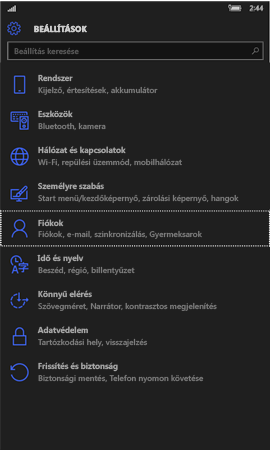 2:44
BEÁLLÍTÁSOK
Beállítás keresése
Rendszer
Kijelző, értesítések, akkumulátor
Eszközök
Bluetooth, kamera
Hálózat és kapcsolatok
Wi-Fi, repülési üzemmód, mobilhálózat
Személyre szabás
Start menü/kezdőképernyő, zárolási képernyő, hangok
Fiókok
Fiókok, e-mail, szinkronizálás, Gyermeksarok
Idő és nyelv
Beszéd, régió, billentyűzet
Könnyű elérés
Szövegméret, Narrátor, kontrasztos megjelenítés
Adatvédelem
Tartózkodási hely, visszajelzés
Frissítés és biztonság
Biztonsági mentés, Telefon nyomon követése